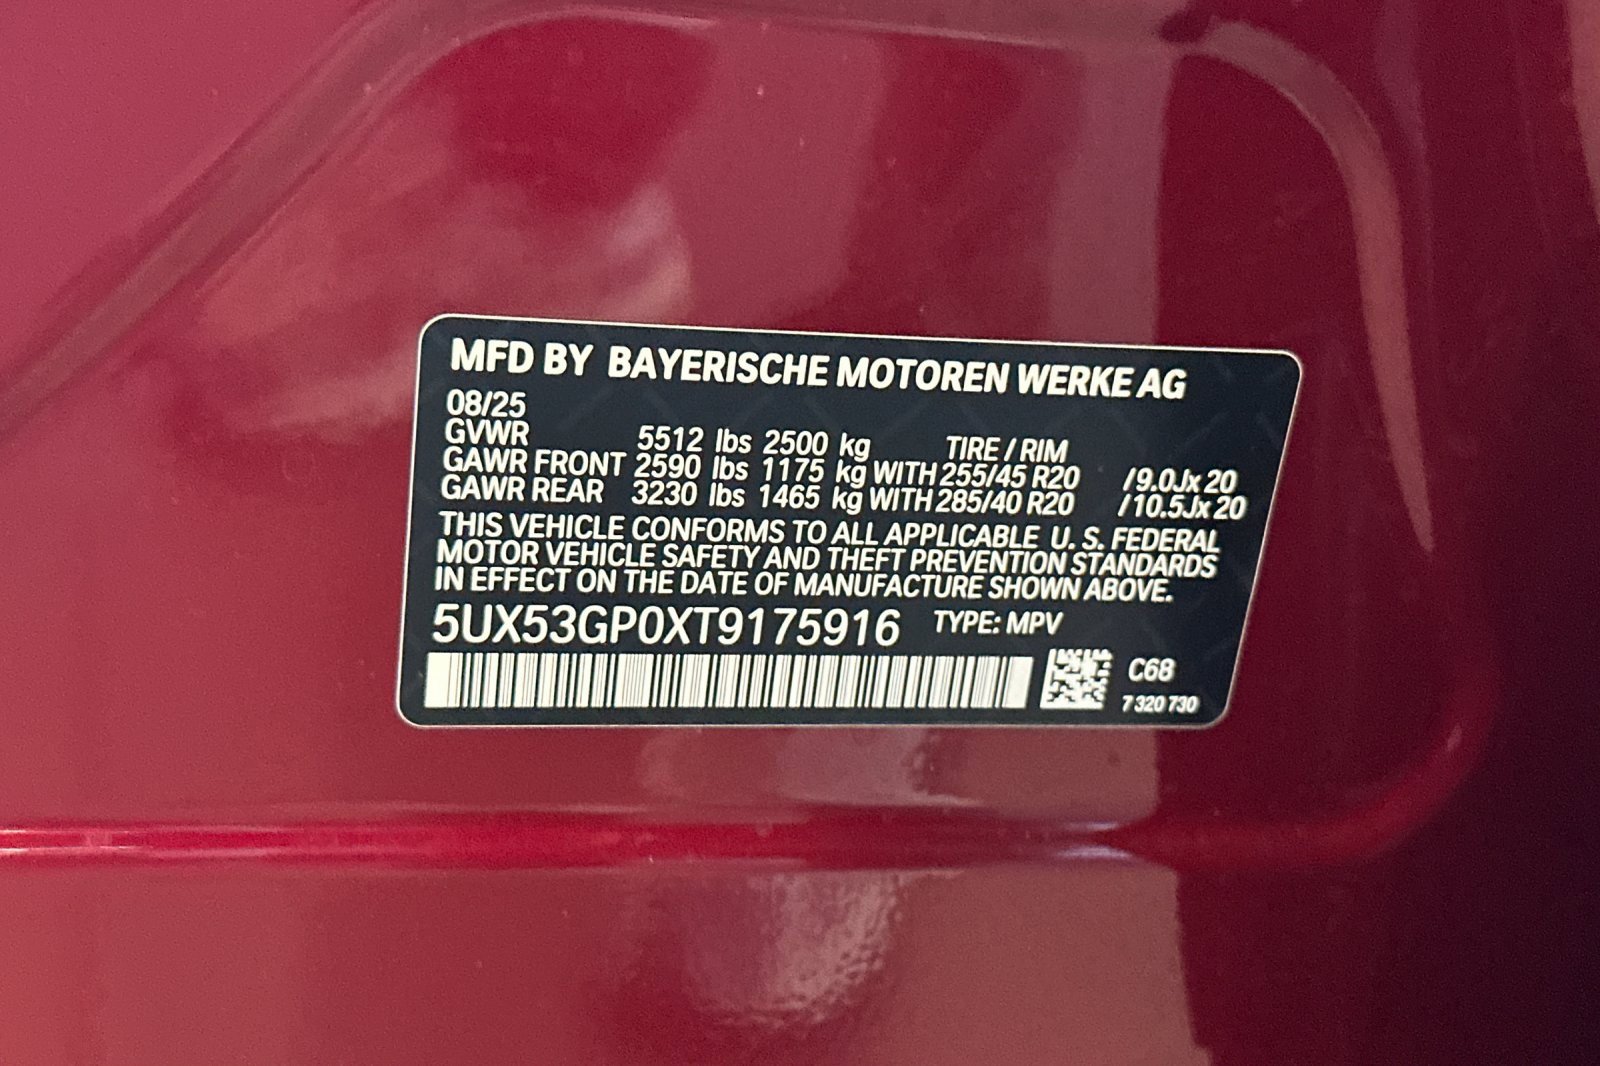 MFD BY BAYERISCHE MOTOREN WERKE AG
08/25
GVWR 5512 lbs 2500 kg TIRE / RIM
GAWR FRONT 2590 lbs 1175 kg WITH 255/45 R20 /9.0Jx20
GAWR REAR 3230 lbs 1465 kg WITH 285/40 R20 /10.5Jx20
THIS VEHICLE CONFORMS TO ALL APPLICABLE U. S. FEDERAL
MOTOR VEHICLE SAFETY AND THEFT PREVENTION STANDARDS
IN EFFECT ON THE DATE OF MANUFACTURE SHOWN ABOVE.
5UX53GP0XT9175916 TYPE: MPV
C68
7 320 730